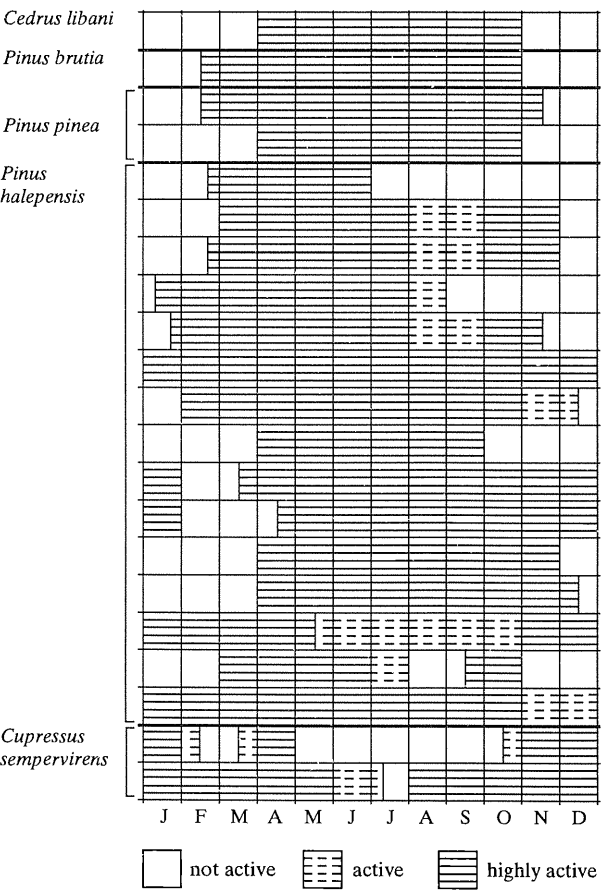 Cedrus libani
Pinus brutia
Pinus pinea
Pinus
halepensis
Cupressus
sempervirens
J F M A M J J A S O N D
not active active highly active